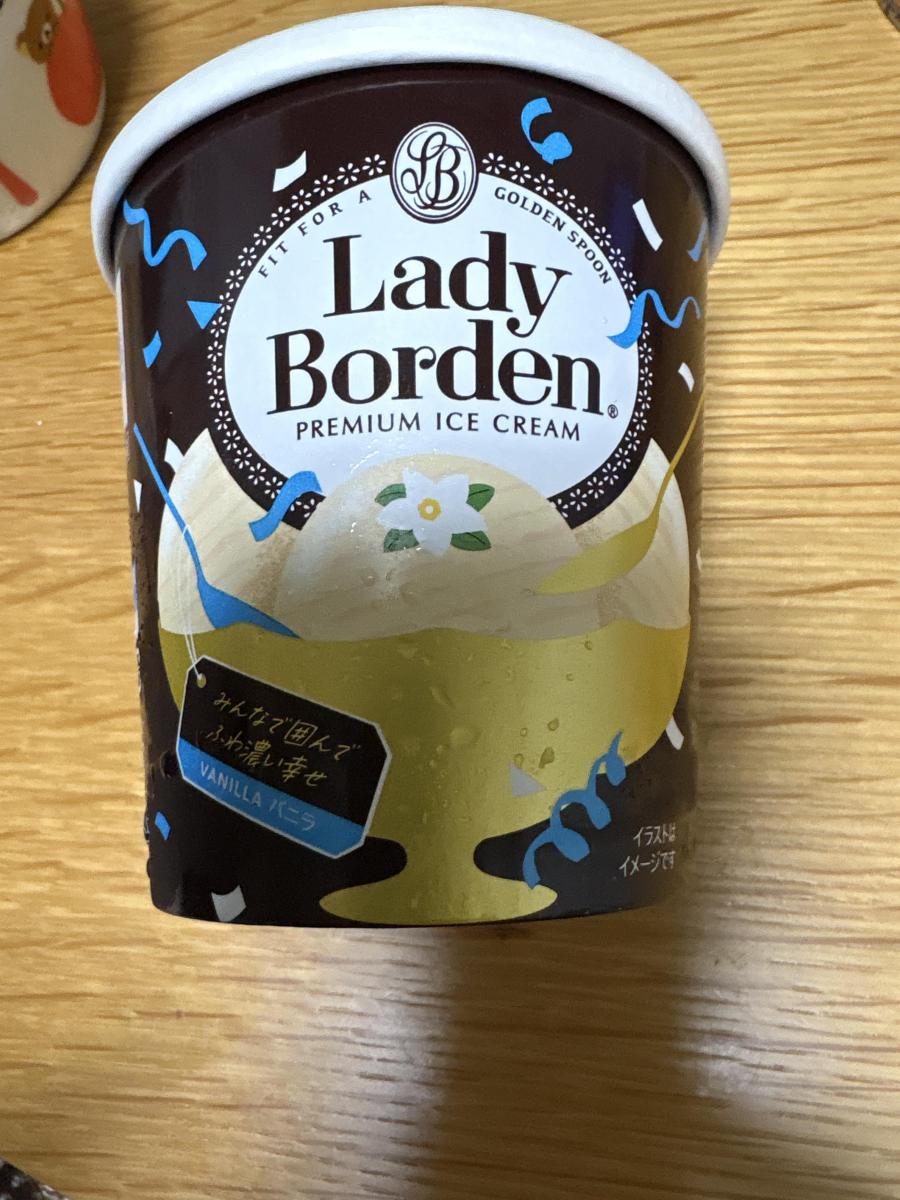 LB
FIT FOR A GOLDEN SPOON
Lady
Borden®
PREMIUM ICE CREAM
みんなで囲んで
ふわ濃い幸せ
VANILLA バニラ
イラストは
イメージです